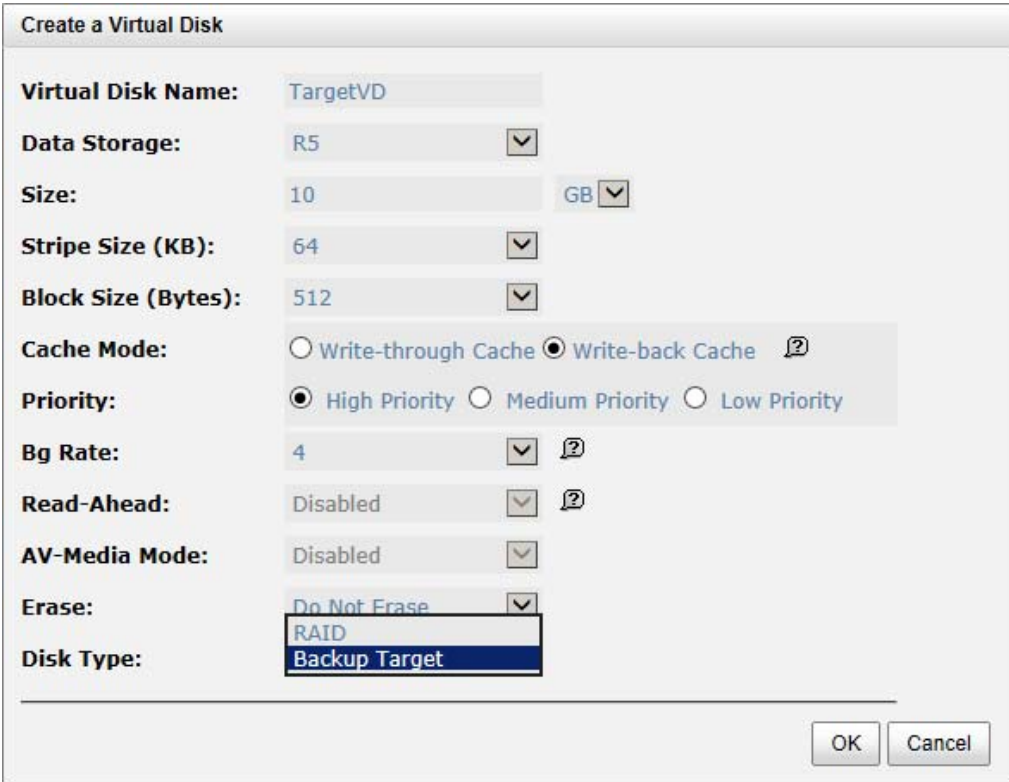 Create a Virtual Disk
Virtual Disk Name: TargetVD
Data Storage: R5
Size: 10 GB
Stripe Size (KB): 64
Block Size (Bytes): 512
Cache Mode: Write-through Cache Write-back Cache ?
Priority: High Priority Medium Priority Low Priority
Bg Rate: 4 ?
Read-Ahead: Disabled ?
AV-Media Mode: Disabled
Erase: Do Not Erase
RAID
Disk Type: Backup Target
OK Cancel